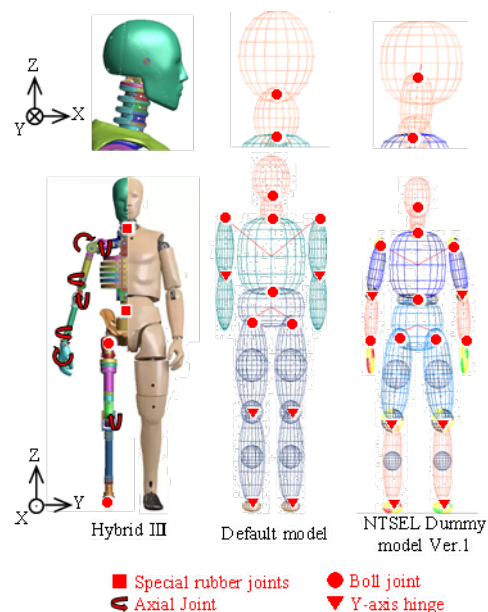 Z
X
Y
Z
Y
X
Hybrid III
Default model
NTSEL Dummy
model Ver.1
Special rubber joints
Boll joint
Axial Joint
Y-axis hinge